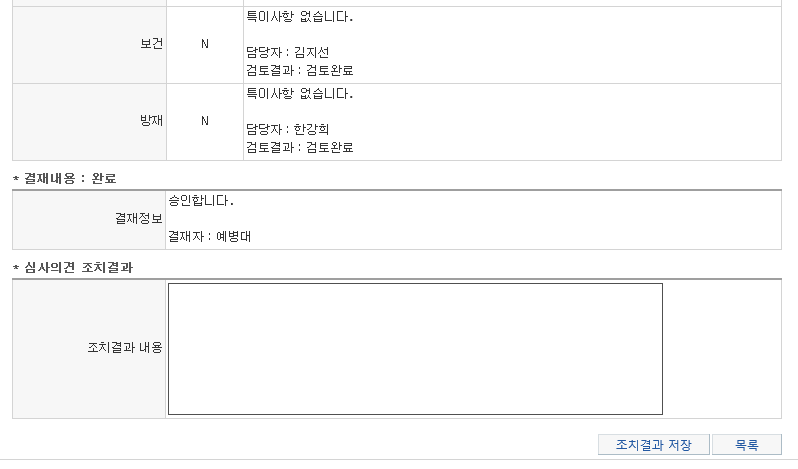 특이사항 없습니다.
보건 N
담당자 : 김지선
검토결과 : 검토완료
특이사항 없습니다.
방재 N
담당자 : 한강희
검토결과 : 검토완료
* 결재내용 : 완료
승인합니다.
결재정보
결재자 : 예병대
* 심사의견 조치결과
조치결과 내용
조치결과 저장 목록